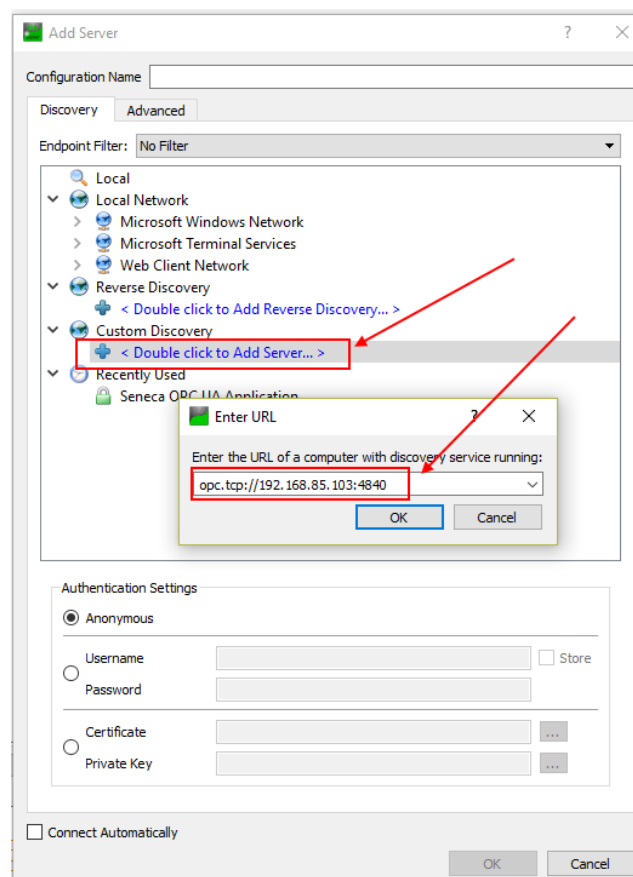 Add Server
?
Configuration Name
Discovery Advanced
Endpoint Filter: No Filter
Local
Local Network
Microsoft Windows Network
Microsoft Terminal Services
Web Client Network
Reverse Discovery
< Double click to Add Reverse Discovery... >
Custom Discovery
< Double click to Add Server... >
Recently Used
Seneca OPC UA Application
Enter URL ?
Enter the URL of a computer with discovery service running:
opc.tcp://192.168.85.103:4840
OK Cancel
Authentication Settings
Anonymous
Username Store
Password
Certificate ...
Private Key ...
Connect Automatically
OK Cancel